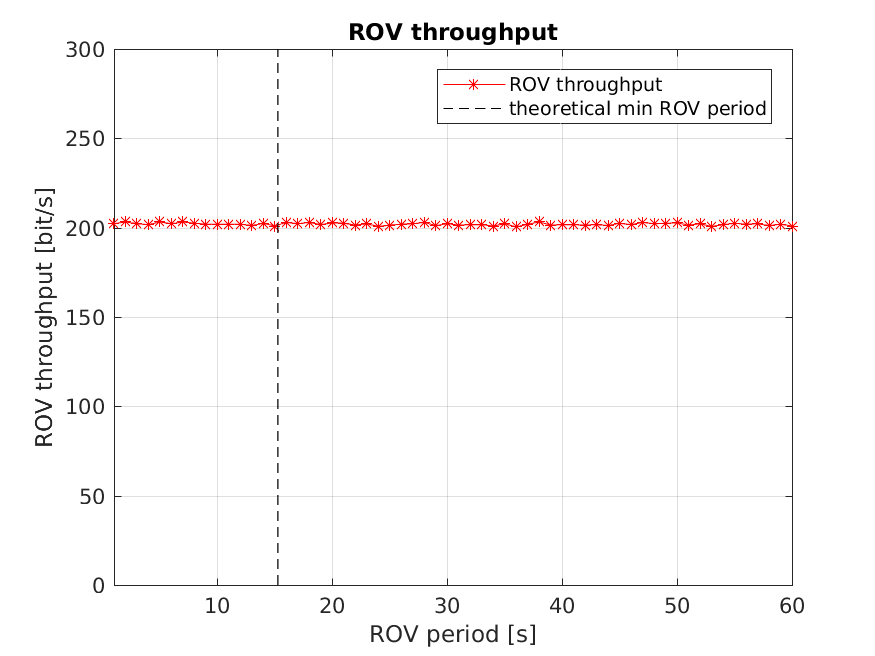 ROV throughput
300
250
200
150
100
50
0
ROV throughput [bit/s]
ROV throughput
theoretical min ROV period
10 20 30 40 50 60
ROV period [s]